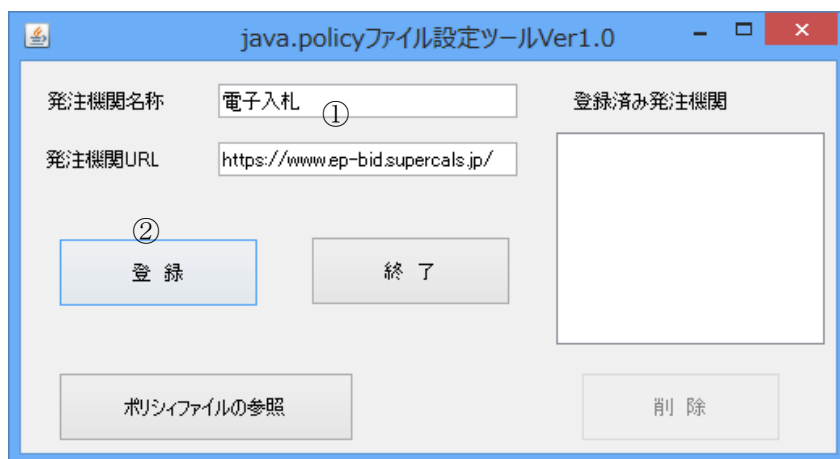 java.policyファイル設定ツールVer1.0
発注機関名称 電子入札 ① 登録済み発注機関
発注機関URL https://www.ep-bid.supercals.jp/
②
登 録 終 了
ポリシィファイルの参照 削 除